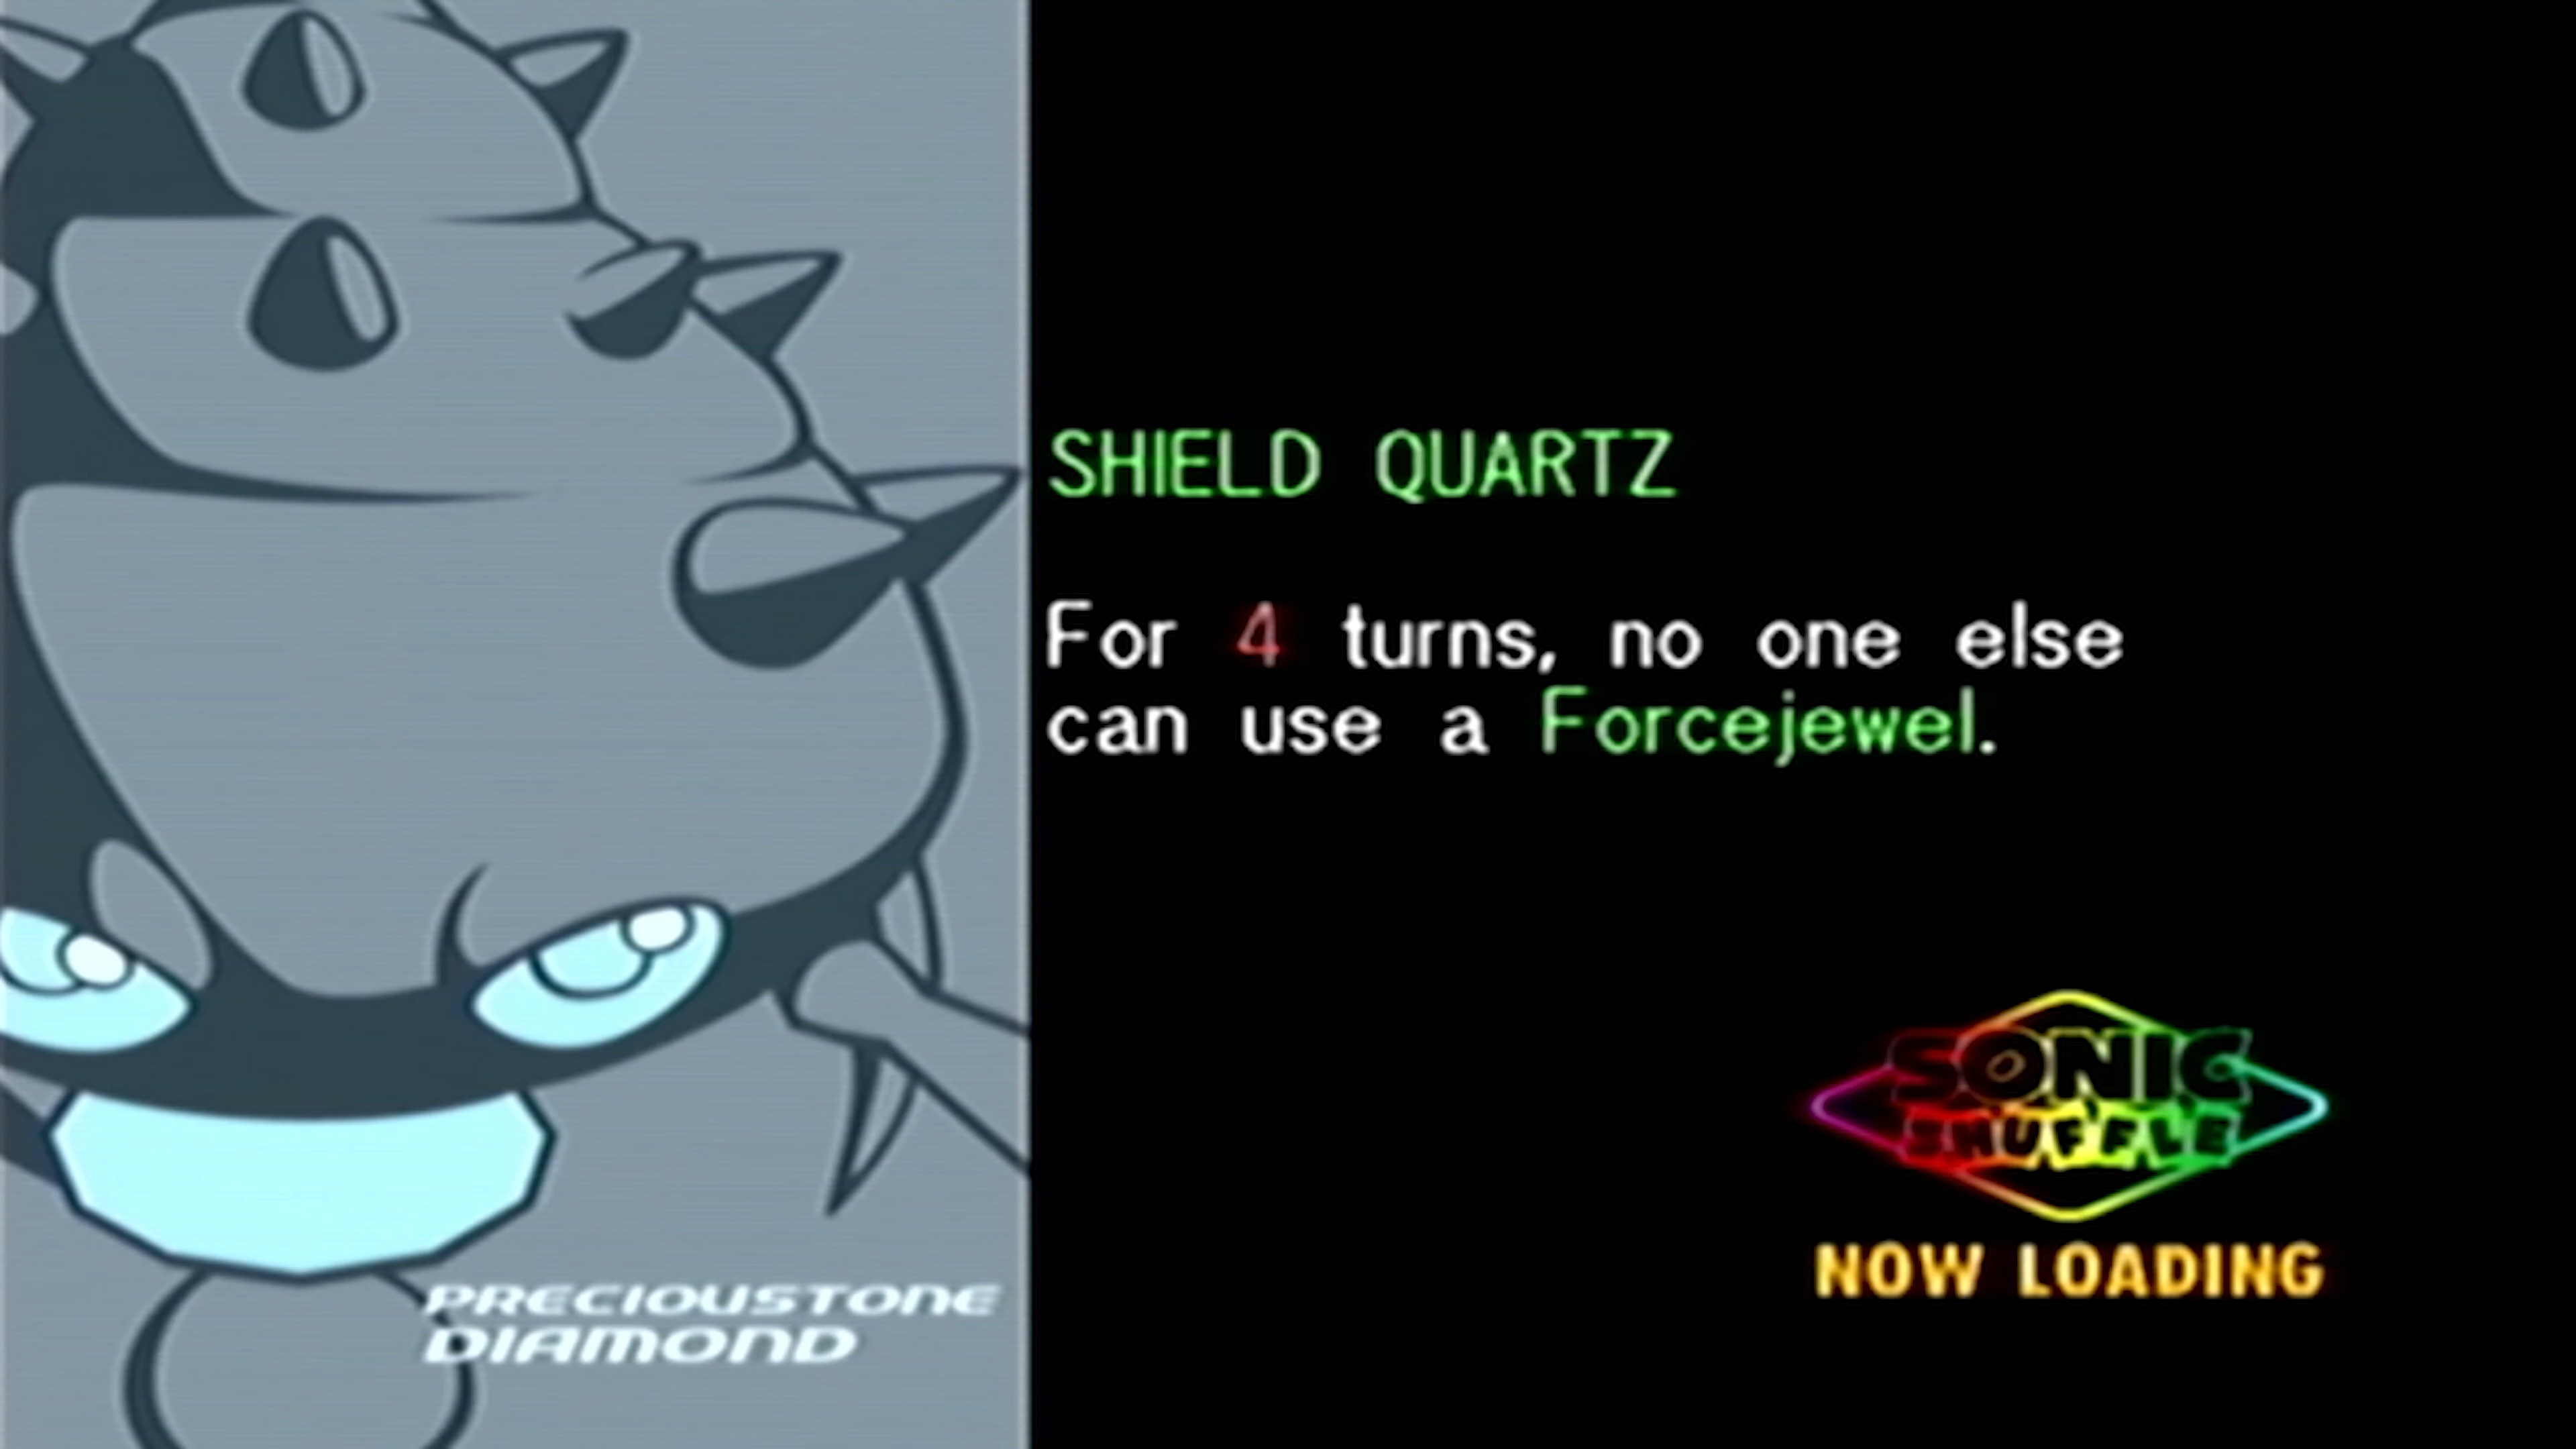 SHIELD QUARTZ
For 4 turns, no one else
can use a Forcejewel.
PRECIOUSTONE
DIAMOND
SONIC
SHUFFLE
NOW LOADING